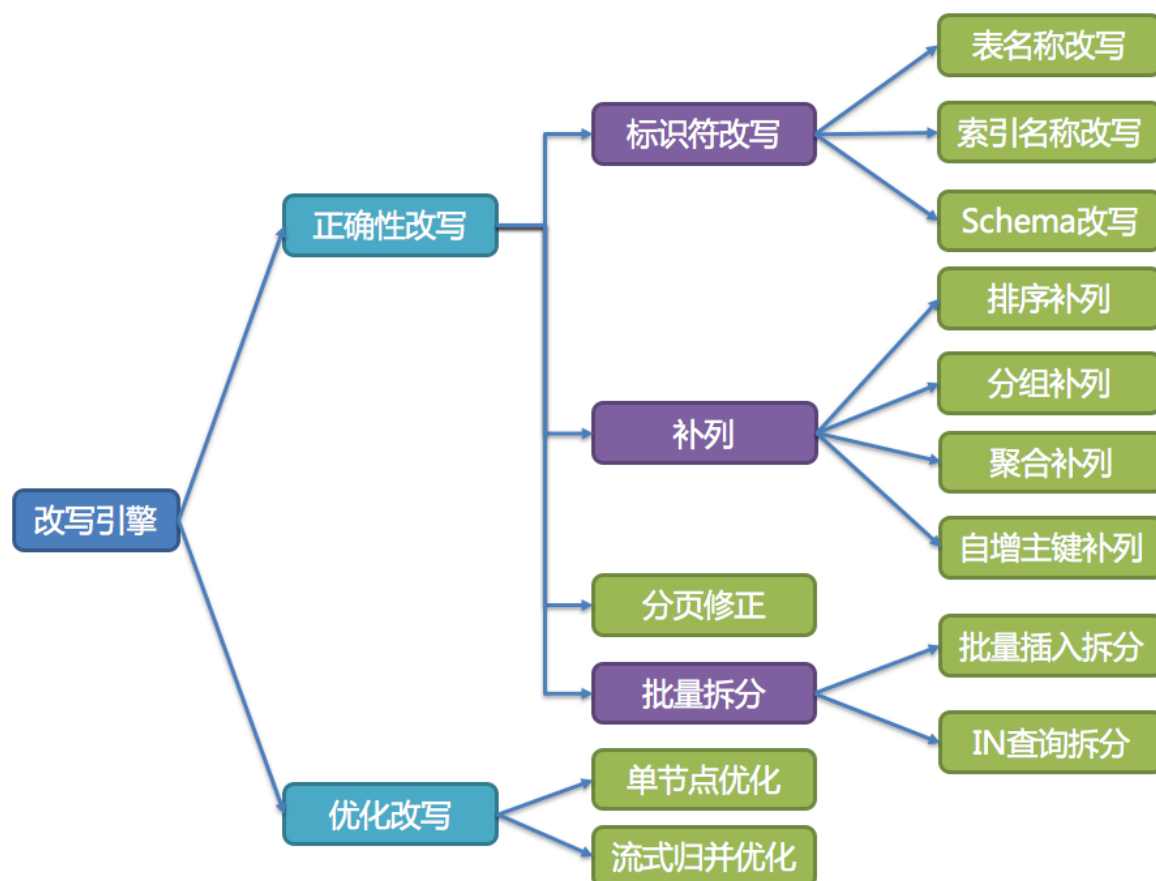 改写引擎
正确性改写
标识符改写
表名称改写
索引名称改写
Schema改写
补列
排序补列
分组补列
聚合补列
自增主键补列
分页修正
批量拆分
批量插入拆分
IN查询拆分
优化改写
单节点优化
流式归并优化